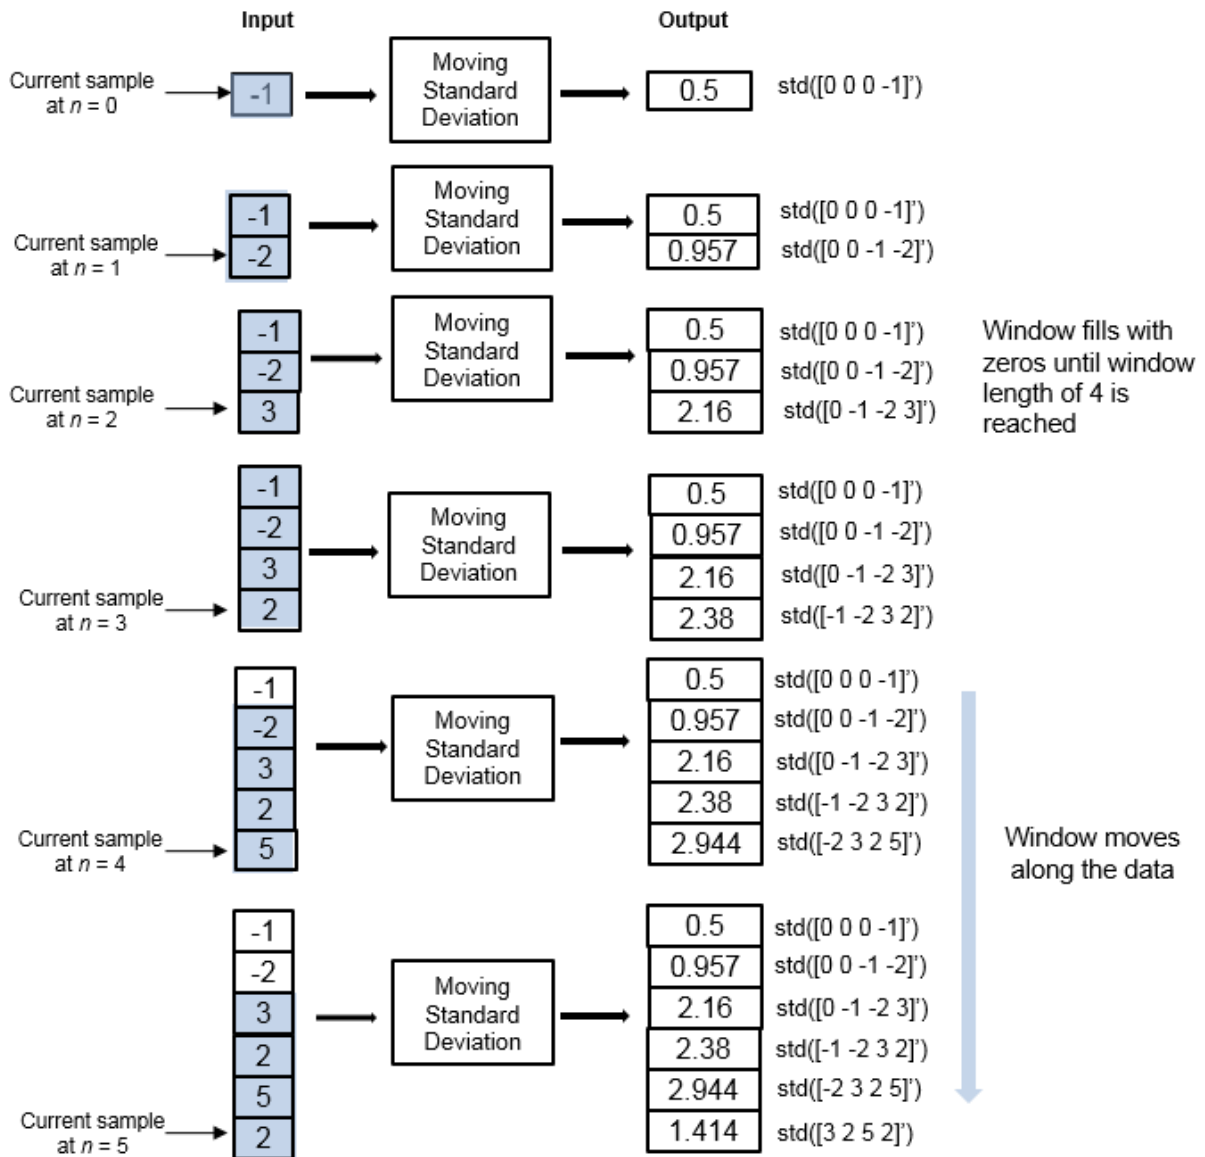 Input
Output
Current sample
at n = 0
-1
Moving
Standard
Deviation
0.5
std([0 0 0 -1]’)
Current sample
at n = 1
-1
-2
Moving
Standard
Deviation
0.5
std([0 0 0 -1]’)
0.957
std([0 0 -1 -2]’)
Current sample
at n = 2
-1
-2
3
Moving
Standard
Deviation
0.5
std([0 0 0 -1]’)
0.957
std([0 0 -1 -2]’)
2.16
std([0 -1 -2 3]’)
Window fills with
zeros until window
length of 4 is
reached
Current sample
at n = 3
-1
-2
3
2
Moving
Standard
Deviation
0.5
std([0 0 0 -1]’)
0.957
std([0 0 -1 -2]’)
2.16
std([0 -1 -2 3]’)
2.38
std([-1 -2 3 2]’)
Current sample
at n = 4
-1
-2
3
2
5
Moving
Standard
Deviation
0.5
std([0 0 0 -1]’)
0.957
std([0 0 -1 -2]’)
2.16
std([0 -1 -2 3]’)
2.38
std([-1 -2 3 2]’)
2.944
std([-2 3 2 5]’)
Window moves
along the data
Current sample
at n = 5
-1
-2
3
2
5
2
Moving
Standard
Deviation
0.5
std([0 0 0 -1]’)
0.957
std([0 0 -1 -2]’)
2.16
std([0 -1 -2 3]’)
2.38
std([-1 -2 3 2]’)
2.944
std([-2 3 2 5]’)
1.414
std([3 2 5 2]’)